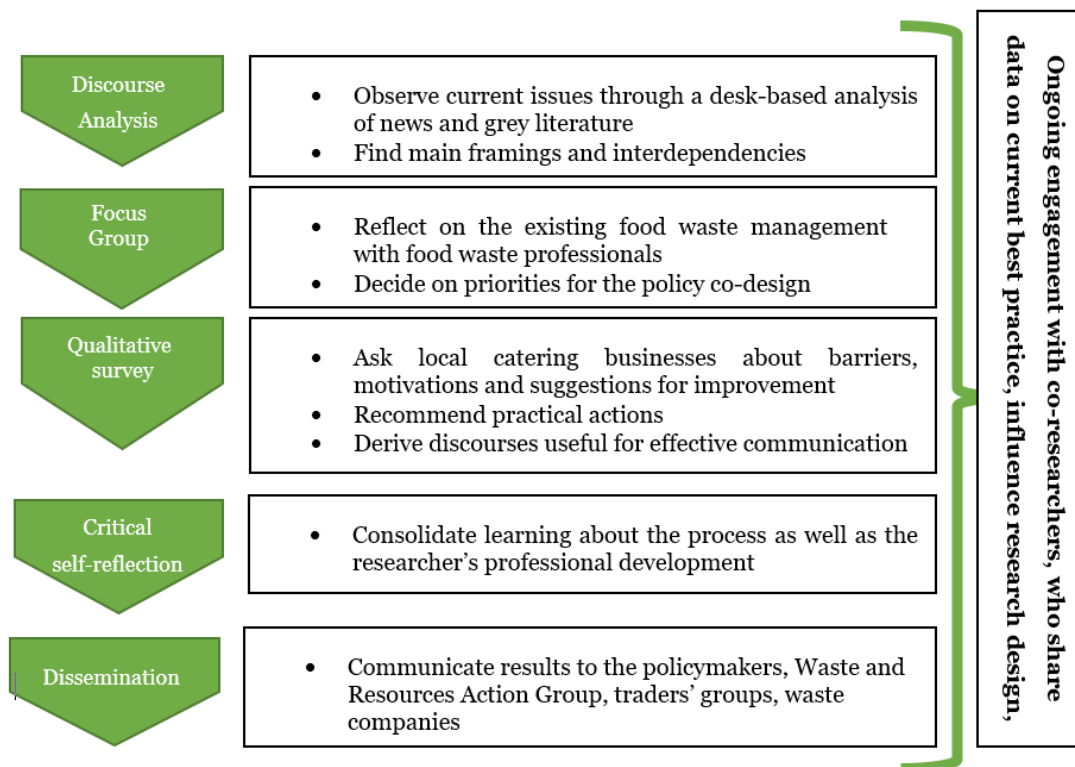 Discourse
Analysis
• Observe current issues through a desk-based analysis
of news and grey literature
• Find main framings and interdependencies
Focus
Group
• Reflect on the existing food waste management
with food waste professionals
• Decide on priorities for the policy co-design
Qualitative
survey
• Ask local catering businesses about barriers,
motivations and suggestions for improvement
• Recommend practical actions
• Derive discourses useful for effective communication
Critical
self-reflection
• Consolidate learning about the process as well as the
researcher’s professional development
Dissemination
• Communicate results to the policymakers, Waste and
Resources Action Group, traders’ groups, waste
companies
Ongoing engagement with co-researchers, who share
data on current best practice, influence research design,